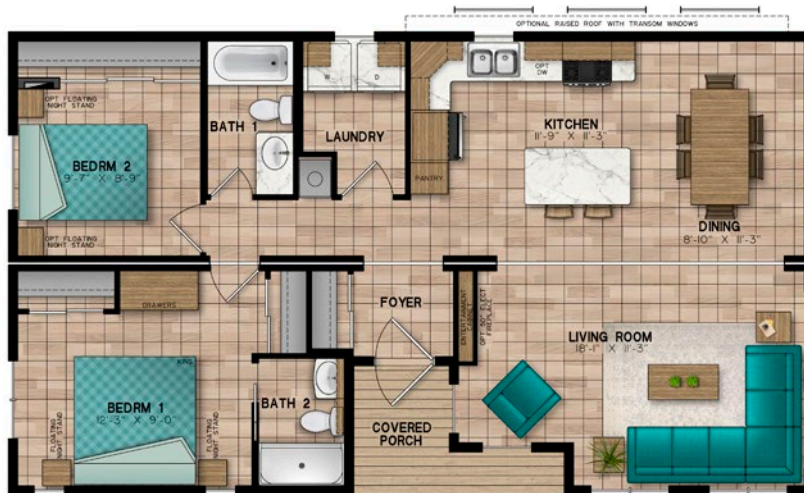 OPTIONAL RAISED ROOF WITH TRANSOM WINDOWS
W
D
OPT
DW
OPT FLOATING
NIGHT STAND
BATH 1
LAUNDRY
KITCHEN
11'-9" X 11'-3"
BEDRM 2
9'-7" X 8'-9"
PANTRY
DINING
8'-10" X 11'-3"
OPT FLOATING
NIGHT STAND
DRAWERS
FOYER
ENTERTAINMENT
CABINET
OPT 50" ELECT
FIREPLACE
LIVING ROOM
18'-1" X 11'-3"
KING
BEDRM 1
12'-3" X 9'-0"
BATH 2
COVERED
PORCH
FLOATING
NIGHT STAND
FLOATING
NIGHT STAND